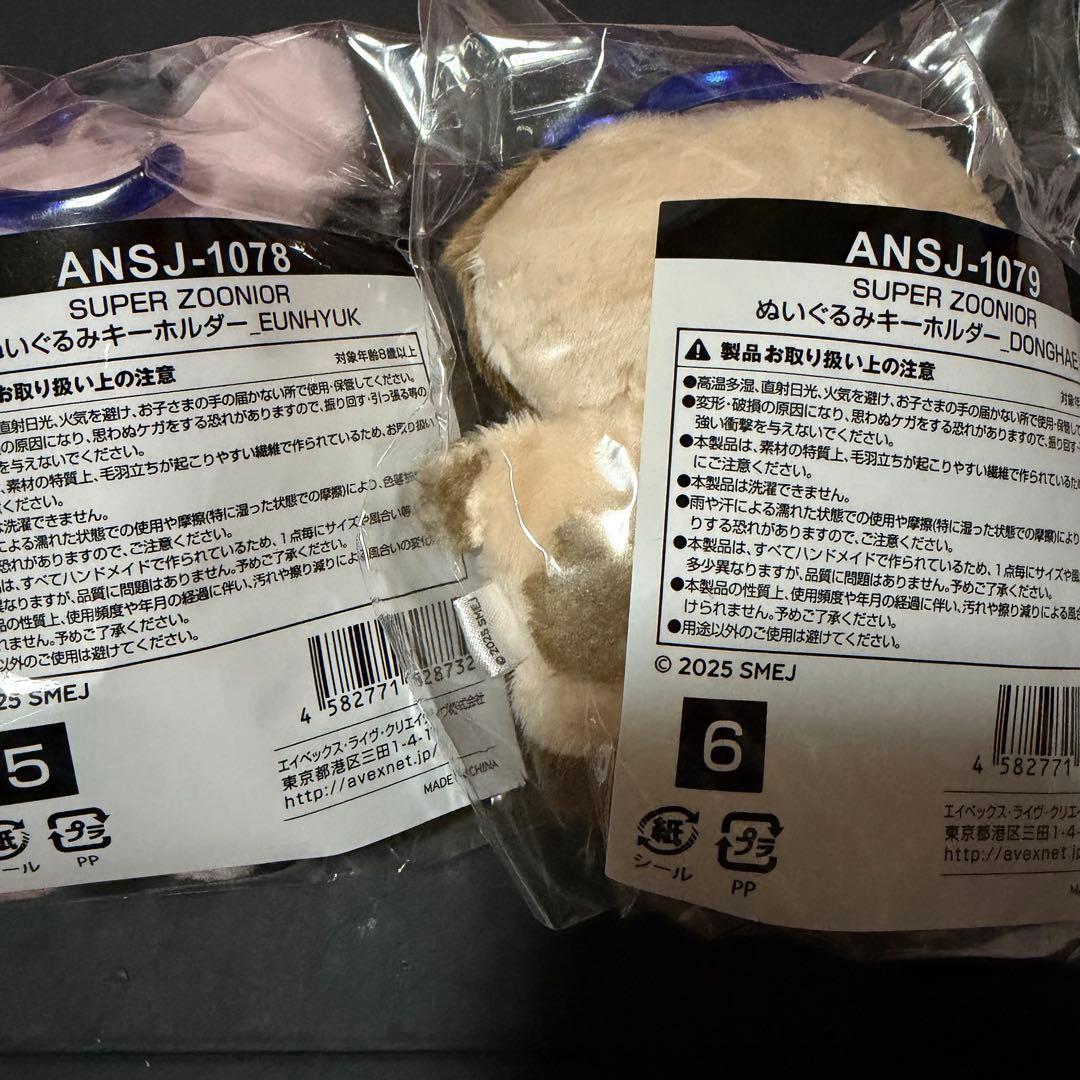 ANSJ-1078
SUPER ZOONIOR
いぐるみキーホルダー_EUNHYUK
お取り扱い上の注意
対象年齢8歳以上
直射日光、火気を避け、お子さまの手の届かない所で使用・保管してください。
の原因になり、思わぬケガをする恐れがありますので、振り回す・引っ張る等の
を与えないでください。
、素材の特質上、毛羽立ちが起こりやすい繊維で作られているため、お取り扱い
ください。
は洗濯できません。
による濡れた状態での使用や摩擦(特に湿った状態での摩擦)により、
恐れがありますので、ご注意ください。
は、すべてハンドメイドで作られているため、1点毎にサイズや風合い等
異なりますが、品質に問題はありません。予めご了承ください。
品の性質上、使用頻度や年月の経過に伴い、汚れや擦り減りによる風合いの変化
れません。予めご了承ください。
以外のご使用は避けてください。
25 SMEJ
5
4 582771 528732
エイベックス・ライヴ・クリエイティヴ株式会社
東京都港区三田1-4-1
http://avexnet.jp/
MADE IN CHINA
紙
ール
プラ
PP
© 2025 SMEJ
ANSJ-1079
SUPER ZOONIOR
ぬいぐるみキーホルダー_DONGHAE
製品お取り扱い上の注意
対象年
●高温多湿、直射日光、火気を避け、お子さまの手の届かない所で使用・保管して
●変形・破損の原因になり、思わぬケガをする恐れがありますので、振り回す・
強い衝撃を与えないでください。
●本製品は、素材の特質上、毛羽立ちが起こりやすい繊維で作られているため、
にご注意ください。
●本製品は洗濯できません。
●雨や汗による濡れた状態での使用や摩擦(特に湿った状態での摩擦)により
りする恐れがありますので、ご注意ください。
●本製品は、すべてハンドメイドで作られているため、1点毎にサイズや風
多少異なりますが、品質に問題はありません。予めご了承ください。
●本製品の性質上、使用頻度や年月の経過に伴い、汚れや擦り減りによる風
けられません。予めご了承ください。
●用途以外のご使用は避けてください。
© 2025 SMEJ
6
4 582771
エイベックス・ライヴ・クリエ
東京都港区三田1-4-
http://avexnet.jp
紙
シール
プラ
PP